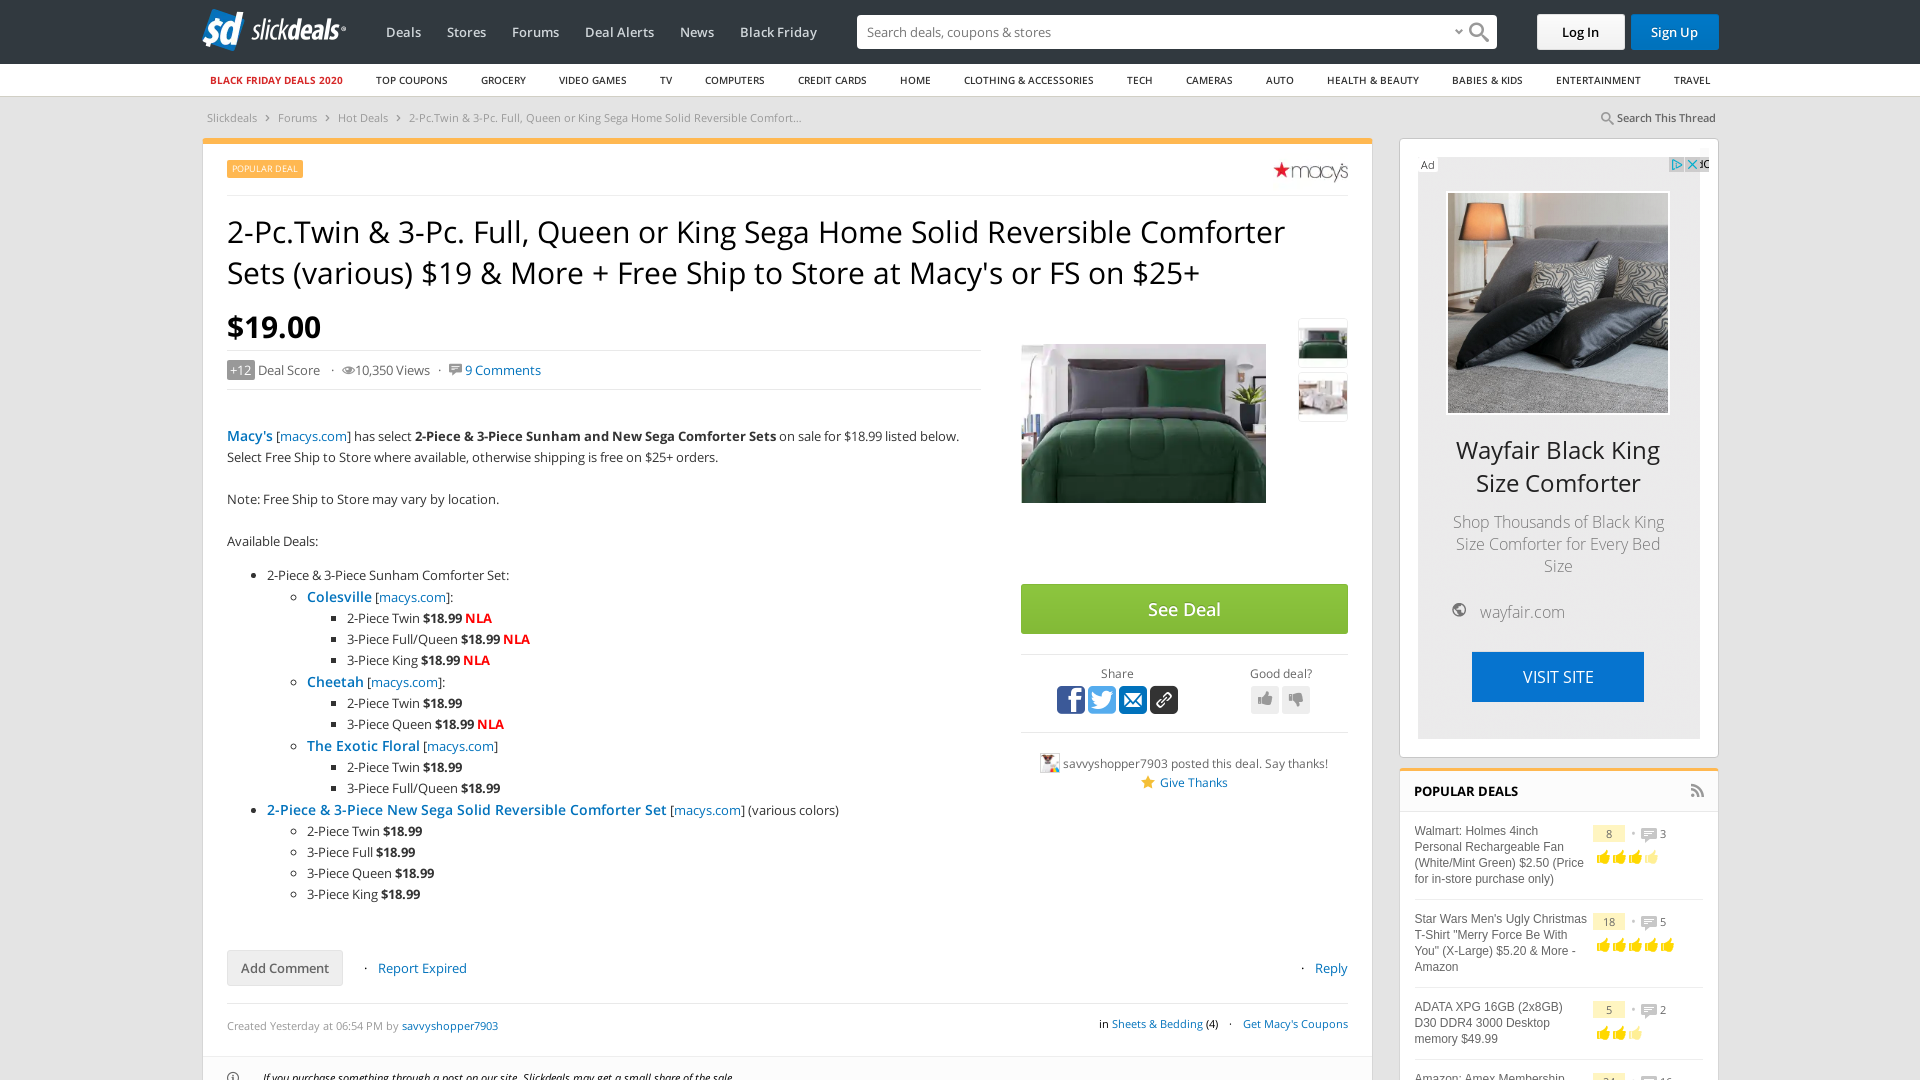 slickdeals
Deals
Stores
Forums
Deal Alerts
News
Black Friday
Search deals, coupons & stores
Log In
Sign Up
BLACK FRIDAY DEALS 2020
TOP COUPONS
GROCERY
VIDEO GAMES
TV
COMPUTERS
CREDIT CARDS
HOME
CLOTHING & ACCESSORIES
TECH
CAMERAS
AUTO
HEALTH & BEAUTY
BABIES & KIDS
ENTERTAINMENT
TRAVEL
Slickdeals › Forums › Hot Deals › 2-Pc.Twin & 3-Pc. Full, Queen or King Sega Home Solid Reversible Comfort...
Search This Thread
POPULAR DEAL
macy's
2-Pc.Twin & 3-Pc. Full, Queen or King Sega Home Solid Reversible Comforter
Sets (various) $19 & More + Free Ship to Store at Macy's or FS on $25+
$19.00
+12 Deal Score · 10,350 Views · 9 Comments
Macy's [macys.com] has select 2-Piece & 3-Piece Sunham and New Sega Comforter Sets on sale for $18.99 listed below.
Select Free Ship to Store where available, otherwise shipping is free on $25+ orders.
Note: Free Ship to Store may vary by location.
Available Deals:
2-Piece & 3-Piece Sunham Comforter Set:
Colesville [macys.com]:
2-Piece Twin $18.99 NLA
3-Piece Full/Queen $18.99 NLA
3-Piece King $18.99 NLA
Cheetah [macys.com]:
2-Piece Twin $18.99
3-Piece Queen $18.99 NLA
The Exotic Floral [macys.com]
2-Piece Twin $18.99
3-Piece Full/Queen $18.99
2-Piece & 3-Piece New Sega Solid Reversible Comforter Set [macys.com] (various colors)
2-Piece Twin $18.99
3-Piece Full $18.99
3-Piece Queen $18.99
3-Piece King $18.99
See Deal
Share
Good deal?
savvyshopper7903 posted this deal. Say thanks!
Give Thanks
Add Comment
· Report Expired
· Reply
Created Yesterday at 06:54 PM by savvyshopper7903
in Sheets & Bedding (4) · Get Macy's Coupons
If you purchase something through a post on our site, Slickdeals may get a small share of the sale.
Ad
Wayfair Black King
Size Comforter
Shop Thousands of Black King
Size Comforter for Every Bed
Size
wayfair.com
VISIT SITE
POPULAR DEALS
Walmart: Holmes 4inch
Personal Rechargeable Fan
(White/Mint Green) $2.50 (Price
for in-store purchase only)
8 · 3
Star Wars Men's Ugly Christmas
T-Shirt "Merry Force Be With
You" (X-Large) $5.20 & More -
Amazon
18 · 5
ADATA XPG 16GB (2x8GB)
D30 DDR4 3000 Desktop
memory $49.99
5 · 2
Amazon: Amex Membership